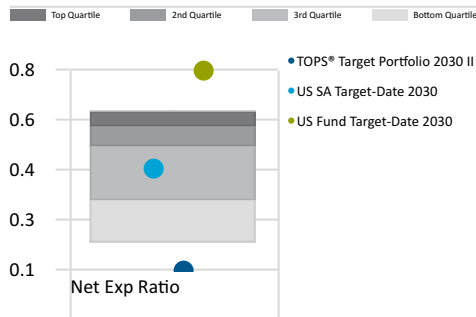 Top Quartile 2nd Quartile 3rd Quartile Bottom Quartile
0.8
0.6
0.4
0.3
0.1
Net Exp Ratio
TOPS® Target Portfolio 2030 II
US SA Target-Date 2030
US Fund Target-Date 2030